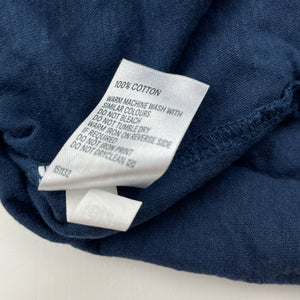 100% COTTON
WARM MACHINE WASH WITH
SIMILAR COLOURS
DO NOT BLEACH
DO NOT TUMBLE DRY
WARM IRON ON REVERSE SIDE
IF REQUIRED
DO NOT IRON PRINT
DO NOT DRYCLEAN